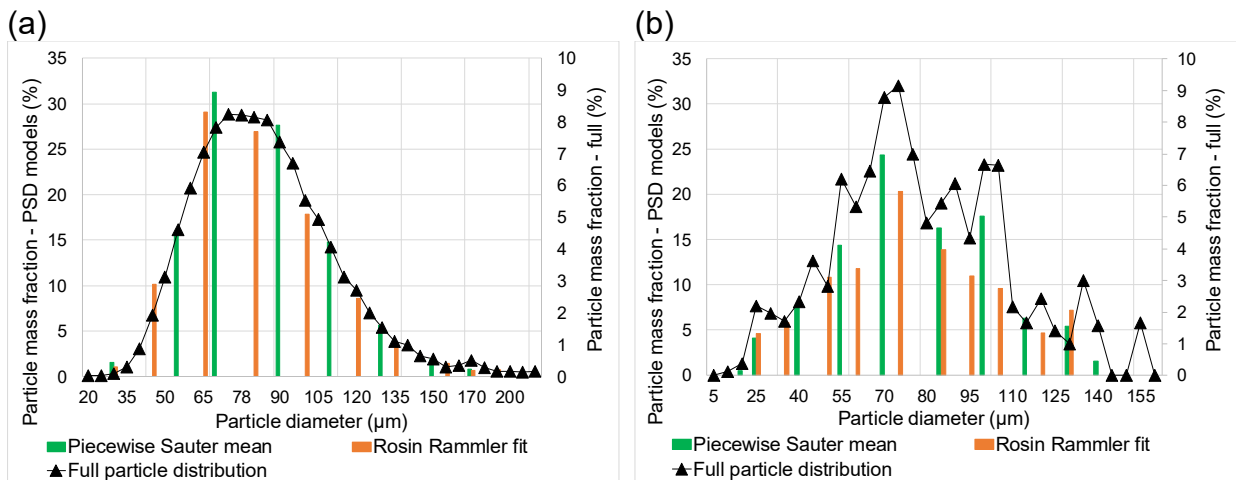 (a)
Particle mass fraction - PSD models (%)
35
30
25
20
15
10
5
0
10
9
8
7
6
5
4
3
2
1
0
Particle mass fraction - full (%)
20 35 50 65 78 90 105 120 135 150 170 200
Particle diameter (µm)
Piecewise Sauter mean
Rosin Rammler fit
Full particle distribution
(b)
Particle mass fraction - PSD models (%)
35
30
25
20
15
10
5
0
10
9
8
7
6
5
4
3
2
1
0
Particle mass fraction - full (%)
5 25 40 55 70 80 95 110 125 140 155
Particle diameter (µm)
Piecewise Sauter mean
Rosin Rammler fit
Full particle distribution